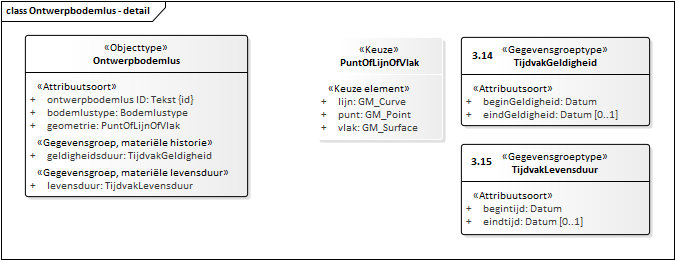 class Ontwerpbodemlus - detail
«Objecttype»
Ontwerpbodemlus
«Attribuutsoort»
+ ontwerpbodemlus ID: Tekst {id}
+ bodemlustype: Bodemlustype
+ geometrie: PuntOfLijnOfVlak
«Gegevensgroep, materiële historie»
+ geldigheidsduur: TijdvakGeldigheid
«Gegevensgroep, materiële levensduur»
+ levensduur: TijdvakLevensduur
«Keuze»
PuntOfLijnOfVlak
«Keuze element»
+ lijn: GM_Curve
+ punt: GM_Point
+ vlak: GM_Surface
3.14 «Gegevensgroeptype»
TijdvakGeldigheid
«Attribuutsoort»
+ beginGeldigheid: Datum
+ eindGeldigheid: Datum [0..1]
3.15 «Gegevensgroeptype»
TijdvakLevensduur
«Attribuutsoort»
+ begintijd: Datum
+ eindtijd: Datum [0..1]